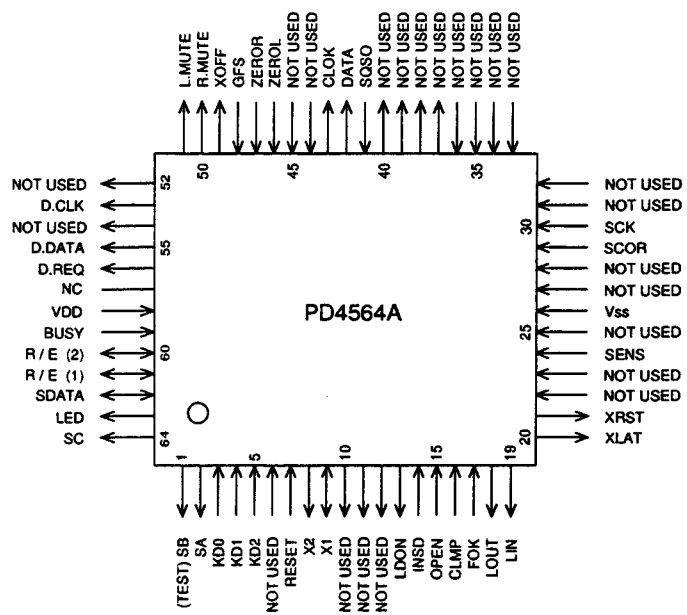 L.MUTE
R.MUTE
XOFF
GFS
ZEROR
ZEROL
NOT USED
NOT USED
CLOK
DATA
SQSO
NOT USED
NOT USED
NOT USED
NOT USED
NOT USED
NOT USED
NOT USED
NOT USED
52
50
45
40
35
NOT USED
D.CLK
NOT USED
D.DATA
D.REQ
NC
VDD
BUSY
R / E (2)
R / E (1)
SDATA
LED
SC
55
60
64
PD4564A
30
25
20
NOT USED
NOT USED
SCK
SCOR
NOT USED
NOT USED
Vss
NOT USED
SENS
NOT USED
NOT USED
XRST
XLAT
1
5
10
15
19
(TEST) SB
SA
KD0
KD1
KD2
NOT USED
RESET
X2
X1
NOT USED
NOT USED
NOT USED
LDON
INSD
OPEN
CLMP
FOK
LOUT
LIN